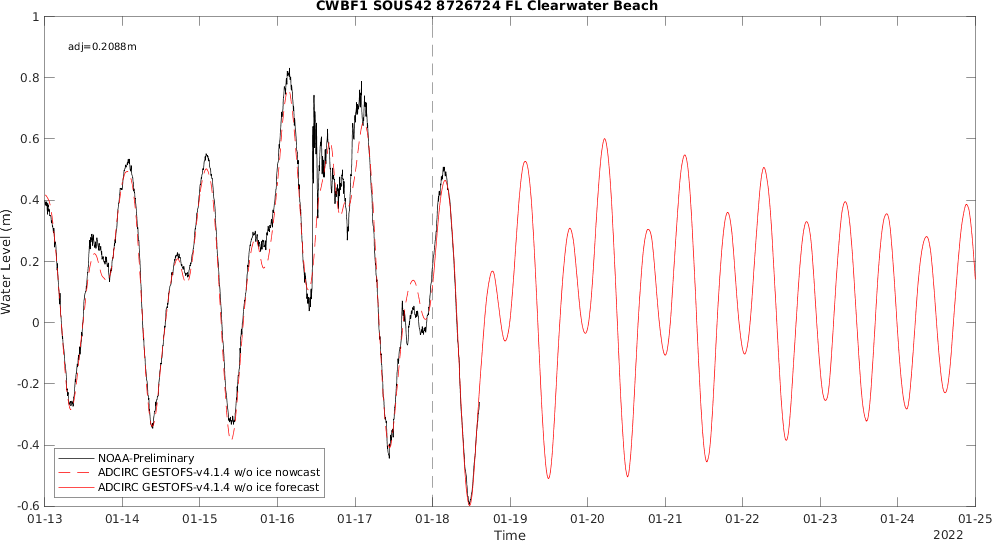 CWBF1 SOUS42 8726724 FL Clearwater Beach
adj=0.2088m
1
0.8
0.6
0.4
0.2
0
-0.2
-0.4
-0.6
Water Level (m)
NOAA-Preliminary
ADCIRC GESTOFS-v4.1.4 w/o ice nowcast
ADCIRC GESTOFS-v4.1.4 w/o ice forecast
01-13 01-14 01-15 01-16 01-17 01-18 01-19 01-20 01-21 01-22 01-23 01-24 01-25
Time
2022